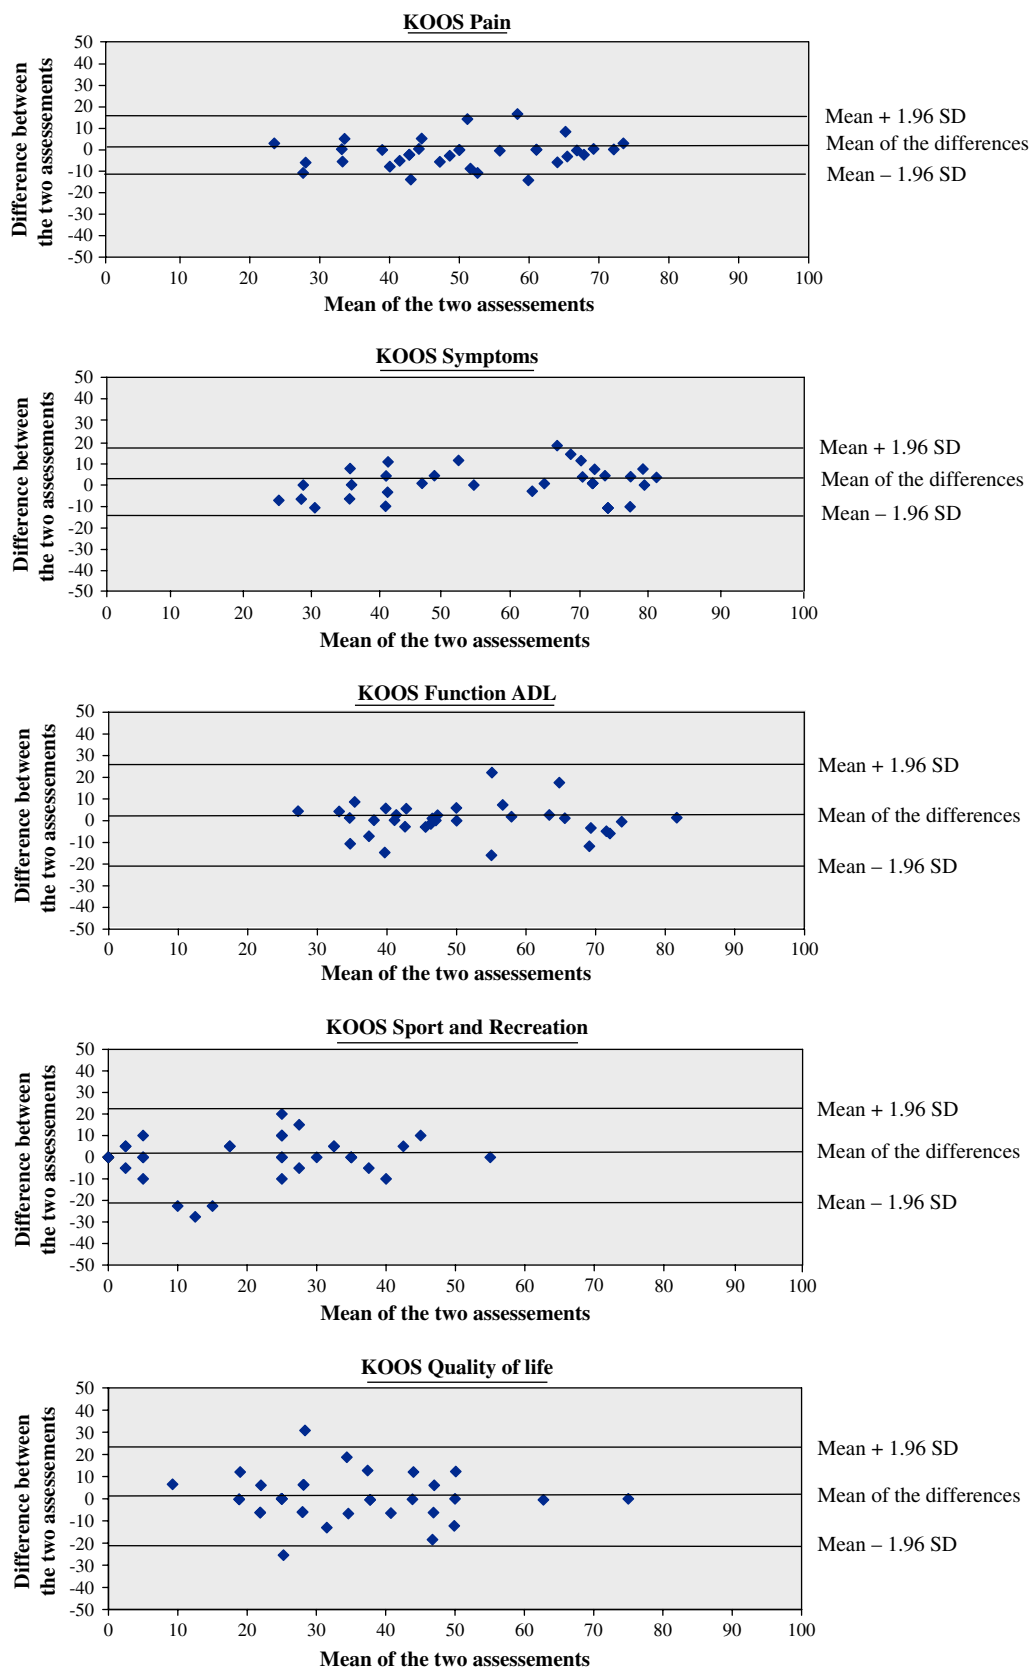 KOOS Pain
Difference between
the two assessments
50
40
30
20
10
0
-10
-20
-30
-40
-50
Mean + 1.96 SD
Mean of the differences
Mean – 1.96 SD
0 10 20 30 40 50 60 70 80 90 100
Mean of the two assessements
KOOS Symptoms
Difference between
the two assessments
50
40
30
20
10
0
-10
-20
-30
-40
-50
Mean + 1.96 SD
Mean of the differences
Mean – 1.96 SD
0 10 20 30 40 50 60 70 80 90 100
Mean of the two assessements
KOOS Function ADL
Difference between
the two assessments
50
40
30
20
10
0
-10
-20
-30
-40
-50
Mean + 1.96 SD
Mean of the differences
Mean – 1.96 SD
0 10 20 30 40 50 60 70 80 90 100
Mean of the two assessements
KOOS Sport and Recreation
Difference between
the two assessments
50
40
30
20
10
0
-10
-20
-30
-40
-50
Mean + 1.96 SD
Mean of the differences
Mean – 1.96 SD
0 10 20 30 40 50 60 70 80 90 100
Mean of the two assessements
KOOS Quality of life
Difference between
the two assessments
50
40
30
20
10
0
-10
-20
-30
-40
-50
Mean + 1.96 SD
Mean of the differences
Mean – 1.96 SD
0 10 20 30 40 50 60 70 80 90 100
Mean of the two assessements